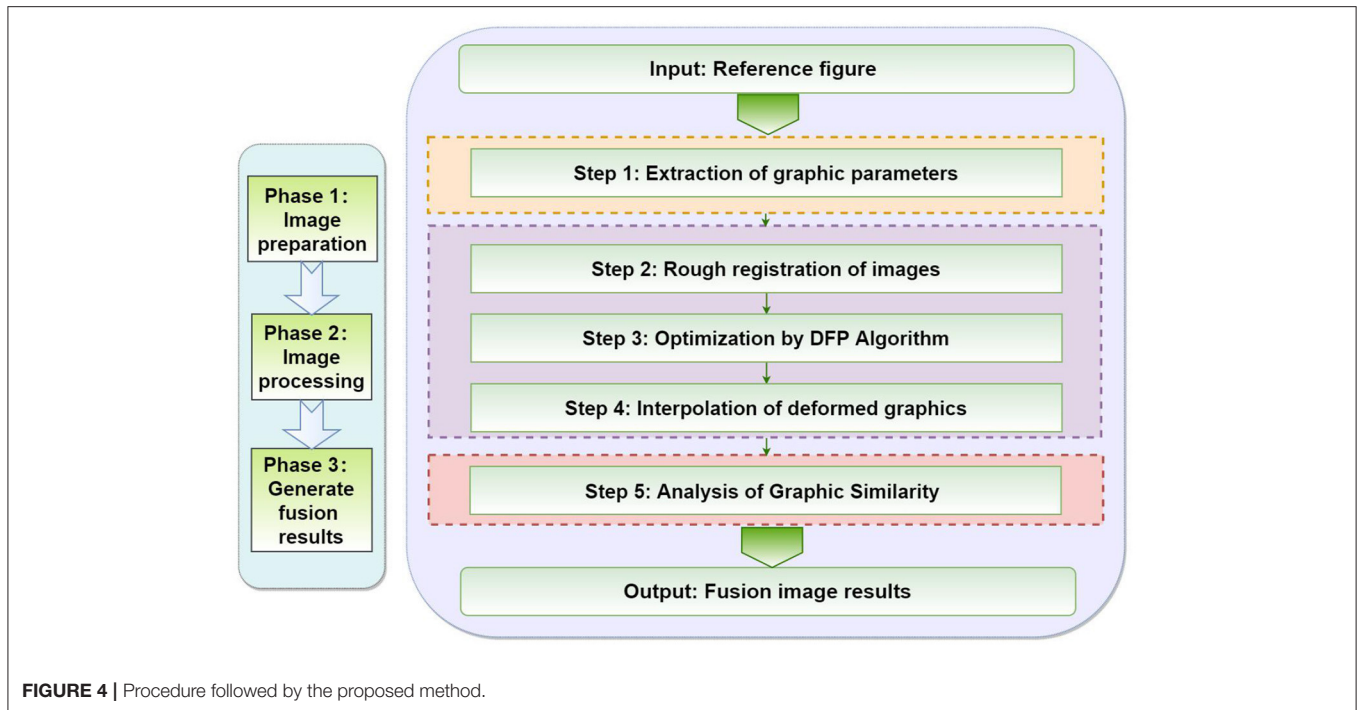 Phase 1:
Image
preparation
Phase 2:
Image
processing
Phase 3:
Generate
fusion
results
Input: Reference figure
Step 1: Extraction of graphic parameters
Step 2: Rough registration of images
Step 3: Optimization by DFP Algorithm
Step 4: Interpolation of deformed graphics
Step 5: Analysis of Graphic Similarity
Output: Fusion image results
FIGURE 4 | Procedure followed by the proposed method.